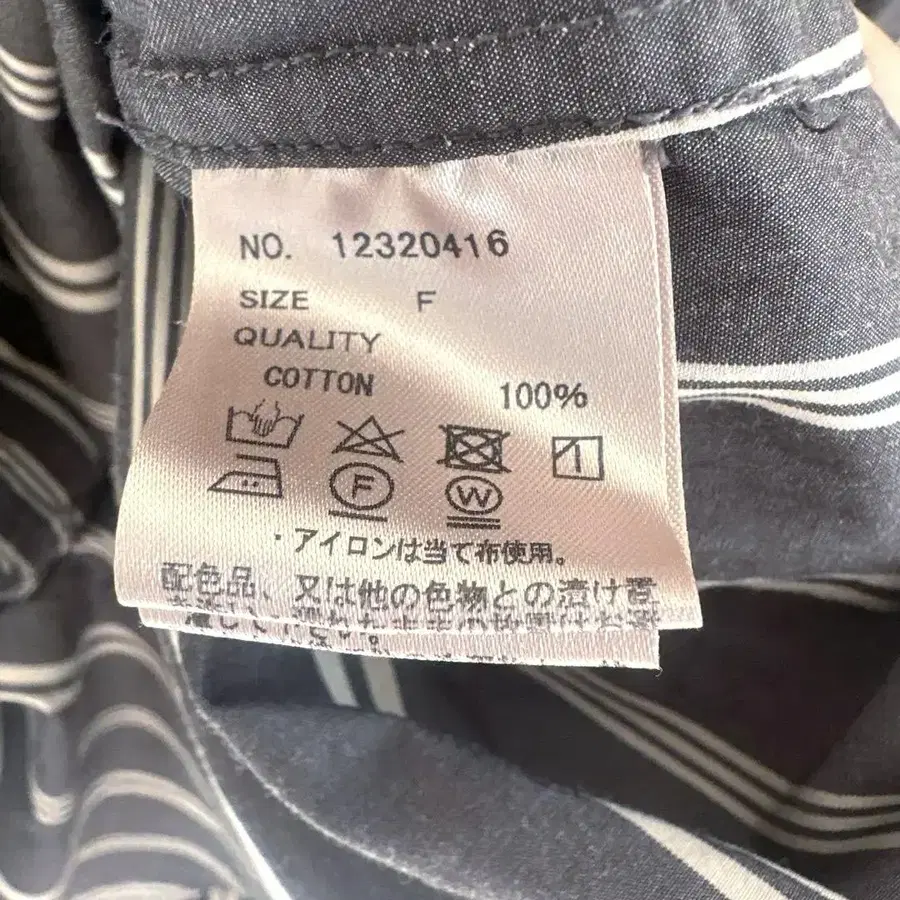 NO. 12320416
SIZE F
QUALITY
COTTON 100%
F
W
・アイロンは当て布使用。
配色品、又は他の色物との漬け置